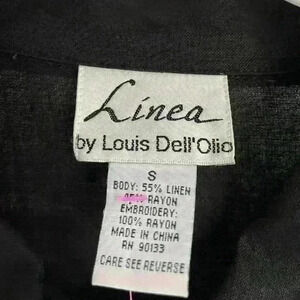 Linea
by Louis Dell'Olio
S
BODY: 55% LINEN
45% RAYON
EMBROIDERY:
100% RAYON
MADE IN CHINA
RN 90133
CARE SEE REVERSE